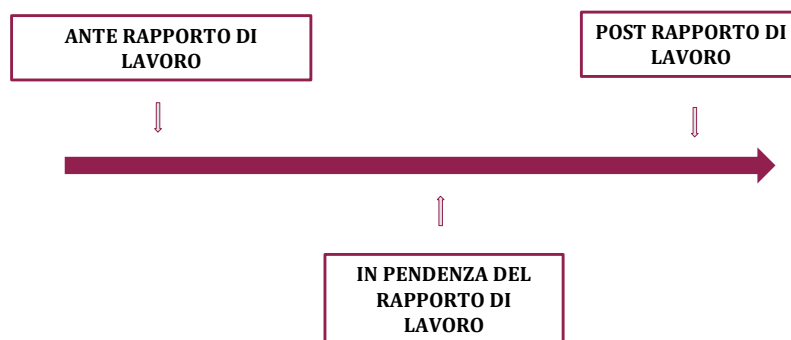 ANTE RAPPORTO DI
LAVORO
POST RAPPORTO DI
LAVORO
IN PENDENZA DEL
RAPPORTO DI
LAVORO